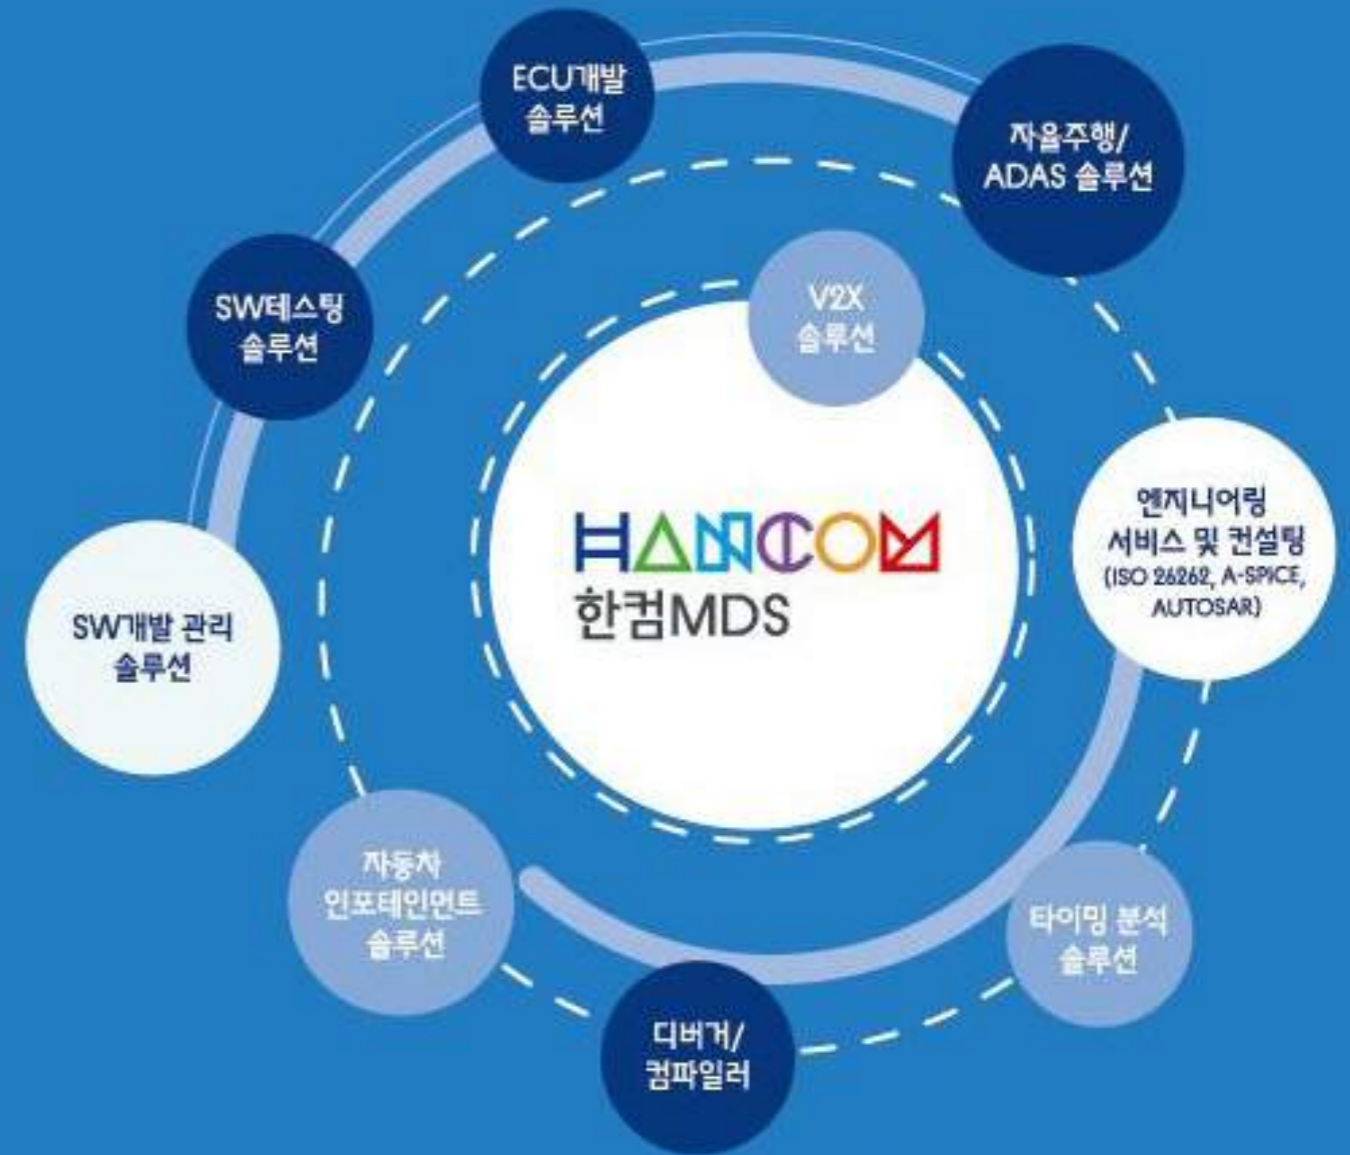 ECU개발
솔루션
자율주행/
ADAS 솔루션
SW테스팅
솔루션
V2X
솔루션
엔지니어링
서비스 및 컨설팅
(ISO 26262, A-SPICE,
AUTOSAR)
HANCOM
한컴MDS
SW개발 관리
솔루션
자동차
인포테인먼트
솔루션
타이밍 분석
솔루션
디버거/
컴파일러